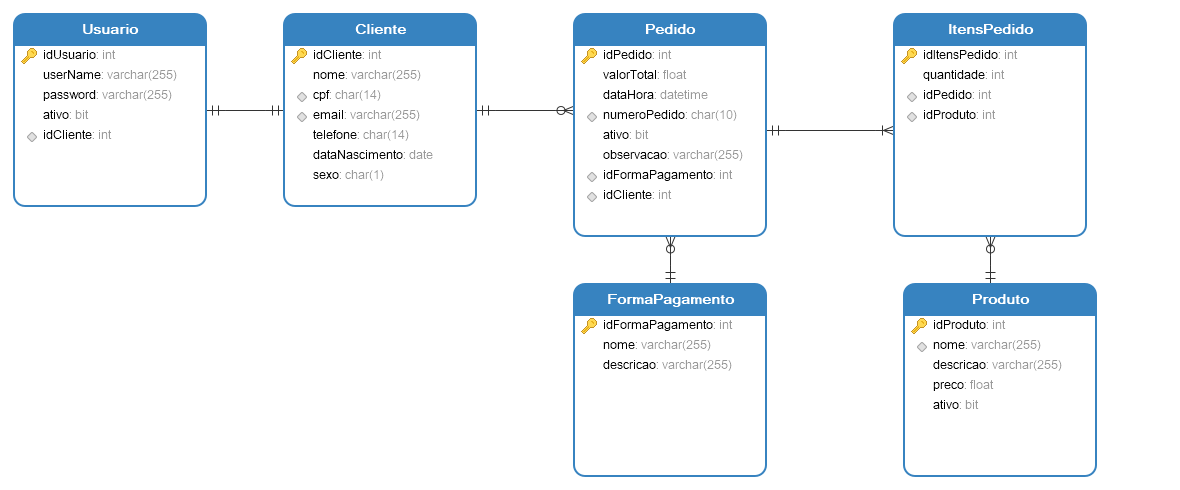 Usuario
idUsuario: int
userName: varchar(255)
password: varchar(255)
ativo: bit
idCliente: int
Cliente
idCliente: int
nome: varchar(255)
cpf: char(14)
email: varchar(255)
telefone: char(14)
dataNascimento: date
sexo: char(1)
Pedido
idPedido: int
valorTotal: float
dataHora: datetime
numeroPedido: char(10)
ativo: bit
observacao: varchar(255)
idFormaPagamento: int
idCliente: int
ItensPedido
idItensPedido: int
quantidade: int
idPedido: int
idProduto: int
FormaPagamento
idFormaPagamento: int
nome: varchar(255)
descricao: varchar(255)
Produto
idProduto: int
nome: varchar(255)
descricao: varchar(255)
preco: float
ativo: bit